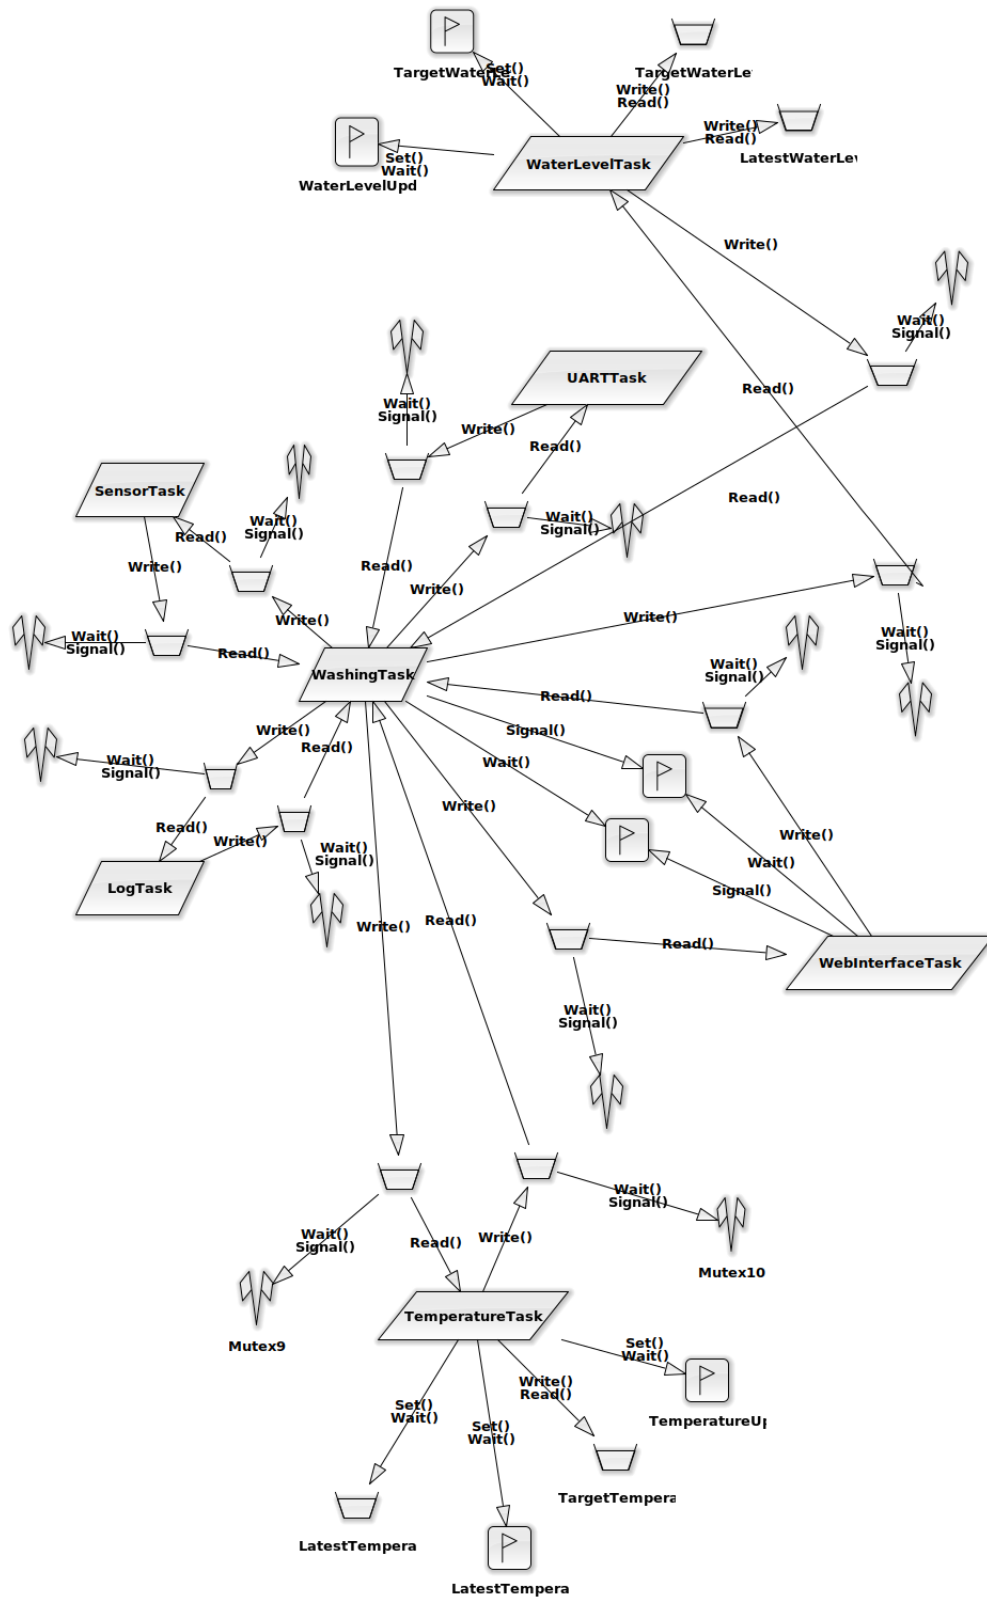 TargetWaterLe
Set()
Wait()
TargetWaterLe
Write()
Read()
Write()
Read()
LatestWaterLev
WaterLevelTask
Set()
Wait()
WaterLevelUpd
Write()
Wait()
Signal()
Read()
UARTTask
Wait()
Signal()
Write()
Read()
SensorTask
Read()
Wait()
Signal()
Wait()
Signal()
Read()
Write()
Read()
Write()
Write()
Write()
Wait()
Signal()
Wait()
Signal()
Read()
WashingTask
Wait()
Signal()
Read()
Write()
Read()
Signal()
Wait()
Wait()
Signal()
Write()
Read()
Write()
Write()
Wait()
Signal()
Wait()
Signal()
LogTask
Write()
Read()
Read()
WebInterfaceTask
Wait()
Signal()
Wait()
Signal()
Mutex10
Wait()
Signal()
Read()
Write()
Mutex9
TemperatureTask
Set()
Wait()
TemperatureUp
Write()
Read()
Set()
Wait()
Set()
Wait()
TargetTempera
LatestTempera
LatestTempera